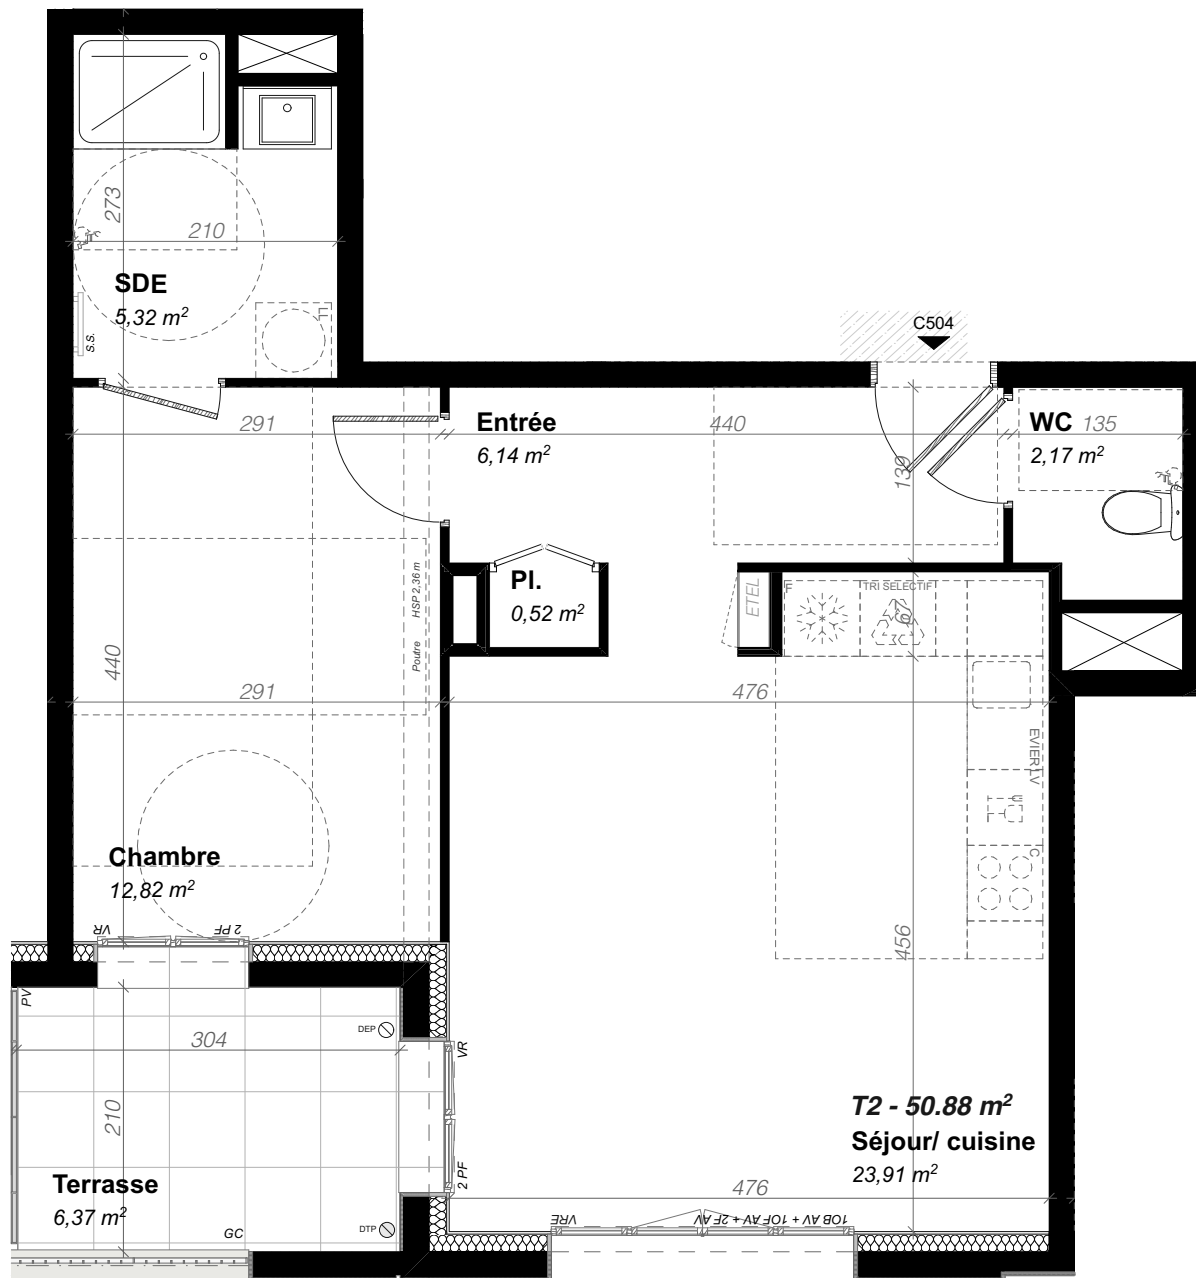 273
210
SDE
5,32 m²
s.s.
LL
C504
291
Entrée
6,14 m²
440
139
WC
135
2,17 m²
Pl.
0,52 m²
HSP 2,36 m
Poutre
ETEL
F
TRI SELECTIF
67
440
291
476
EVIER
LV
C
Chambre
12,82 m²
VR
2 PF
456
PV
304
DEP
VR
210
T2 - 50.88 m²
Séjour/ cuisine
23,91 m²
2 PF
Terrasse
6,37 m²
476
GC
DTP
VRE
1OB AV + 1OF AV + 2F AV